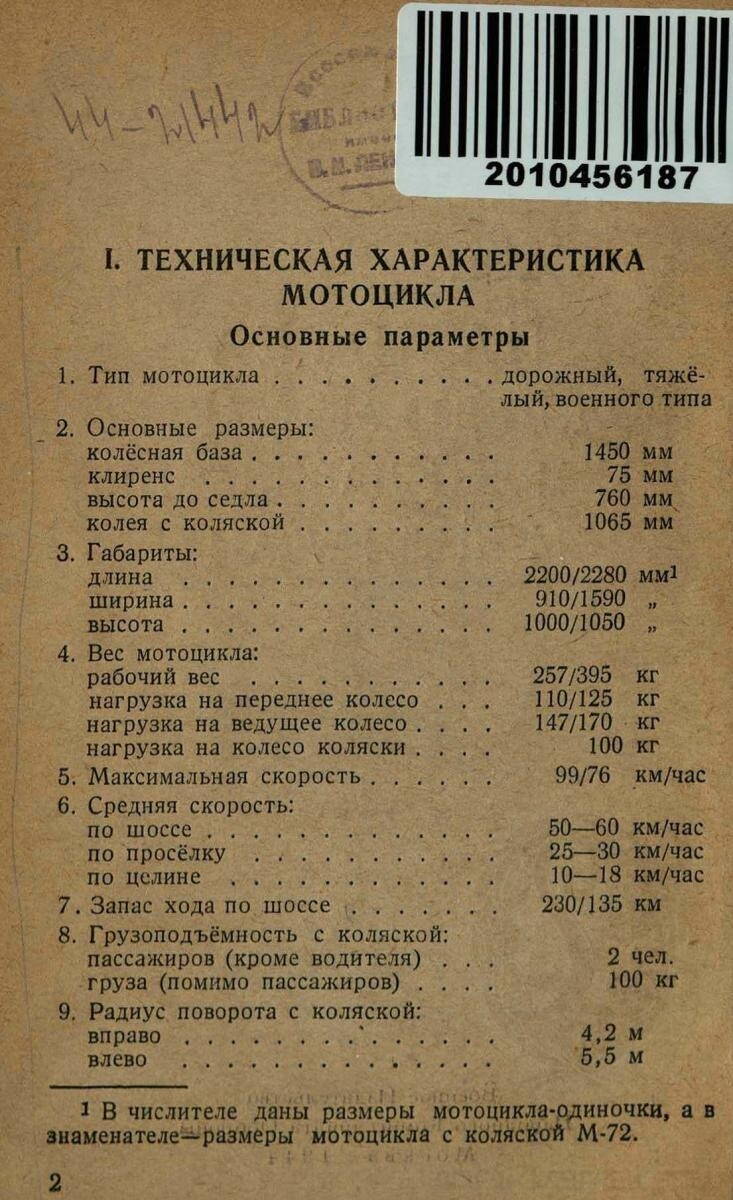 2010456187
44-21442
I. ТЕХНИЧЕСКАЯ ХАРАКТЕРИСТИКА
МОТОЦИКЛА
Основные параметры
1. Тип мотоцикла . . . . . . . . . . дорожный, тяжё-
лый, военного типа
2. Основные размеры:
колёсная база . . . . . . . . . . . 1450 мм
клиренс . . . . . . . . . . . . . 75 мм
высота до седла . . . . . . . . . . 760 мм
колея с коляской . . . . . . . . . 1065 мм
3. Габариты:
длина . . . . . . . . . . . . . . 2200/2280 мм¹
ширина . . . . . . . . . . . . . . 910/1590 „
высота . . . . . . . . . . . . . . 1000/1050 „
4. Вес мотоцикла:
рабочий вес . . . . . . . . . . . 257/395 кг
нагрузка на переднее колесо . . . 110/125 кг
нагрузка на ведущее колесо . . . . 147/170 кг
нагрузка на колесо коляски . . . . 100 кг
5. Максимальная скорость . . . . . . 99/76 км/час
6. Средняя скорость:
по шоссе . . . . . . . . . . . . . 50—60 км/час
по просёлку . . . . . . . . . . . 25—30 км/час
по целине . . . . . . . . . . . . 10—18 км/час
7. Запас хода по шоссе . . . . . . . 230/135 км
8. Грузоподъёмность с коляской:
пассажиров (кроме водителя) . . . 2 чел.
груза (помимо пассажиров) . . . . 100 кг
9. Радиус поворота с коляской:
вправо . . . . . . . . . . . . . . 4,2 м
влево . . . . . . . . . . . . . . 5,5 м
¹ В числителе даны размеры мотоцикла-одиночки, а в
знаменателе—размеры мотоцикла с коляской М-72.
2